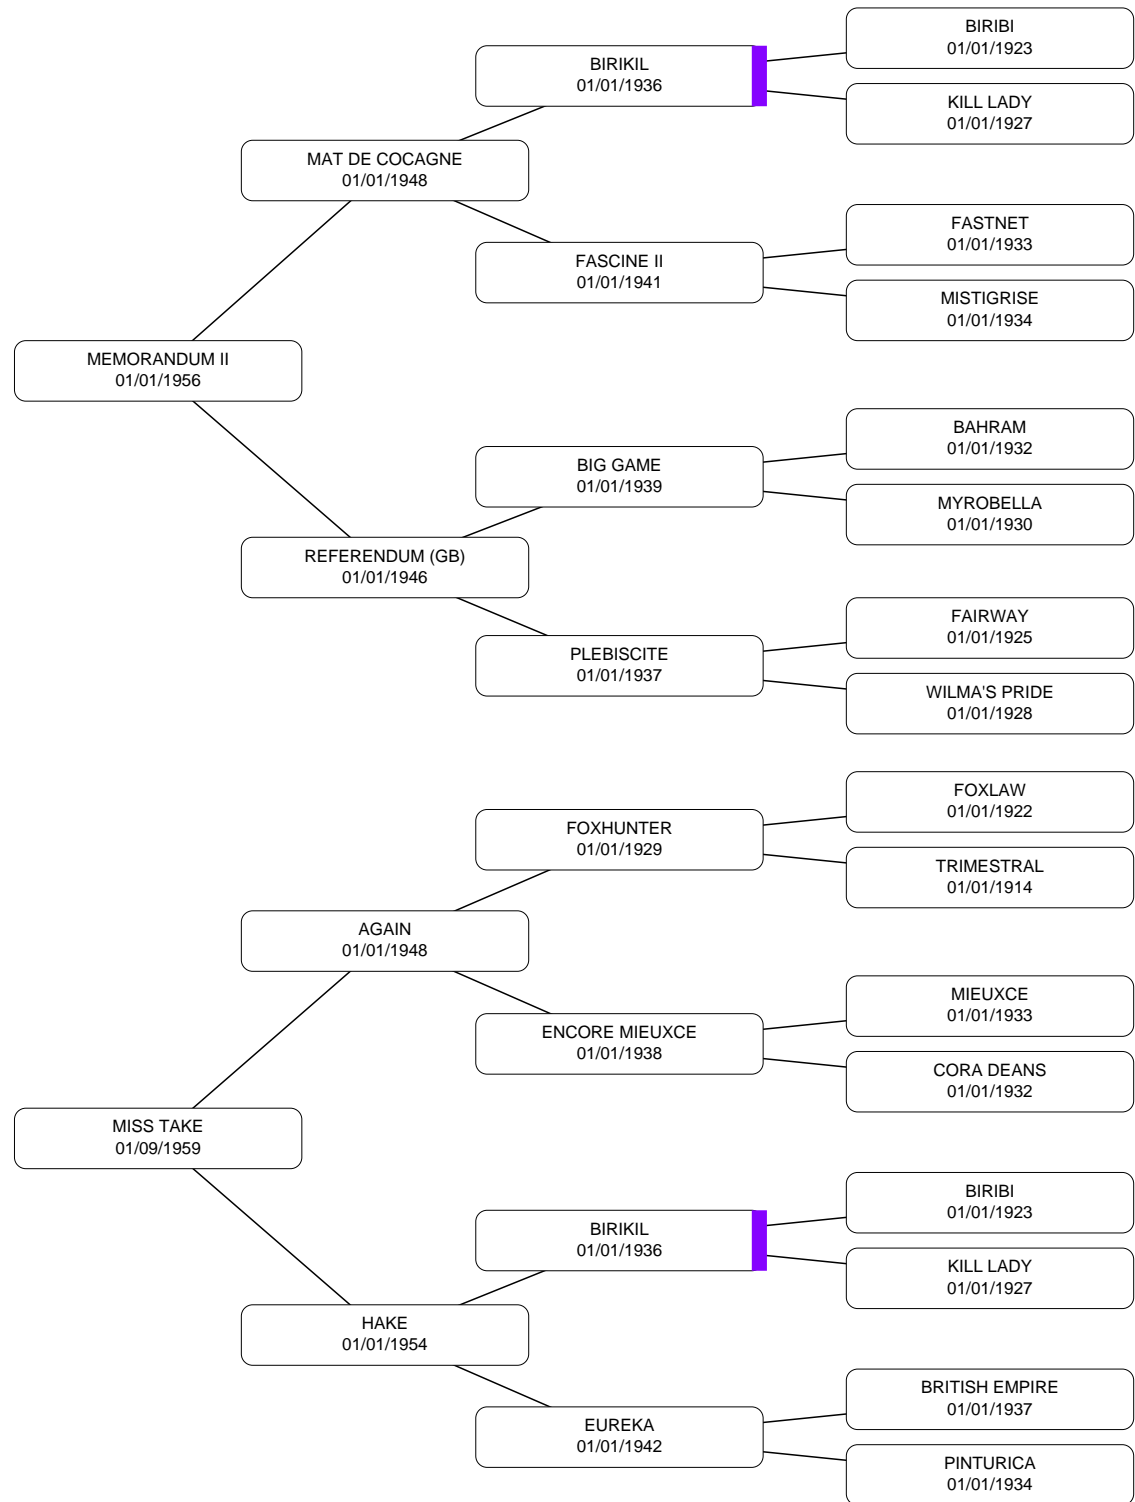 BIRIBI
01/01/1923
BIRIKIL
01/01/1936
KILL LADY
01/01/1927
MAT DE COCAGNE
01/01/1948
FASTNET
01/01/1933
FASCINE II
01/01/1941
MISTIGRISE
01/01/1934
MEMORANDUM II
01/01/1956
BAHRAM
01/01/1932
BIG GAME
01/01/1939
MYROBELLA
01/01/1930
REFERENDUM (GB)
01/01/1946
FAIRWAY
01/01/1925
PLEBISCITE
01/01/1937
WILMA'S PRIDE
01/01/1928
FOXLAW
01/01/1922
FOXHUNTER
01/01/1929
TRIMESTRAL
01/01/1914
AGAIN
01/01/1948
MIEUXCE
01/01/1933
ENCORE MIEUXCE
01/01/1938
CORA DEANS
01/01/1932
MISS TAKE
01/09/1959
BIRIBI
01/01/1923
BIRIKIL
01/01/1936
KILL LADY
01/01/1927
HAKE
01/01/1954
BRITISH EMPIRE
01/01/1937
EUREKA
01/01/1942
PINTURICA
01/01/1934